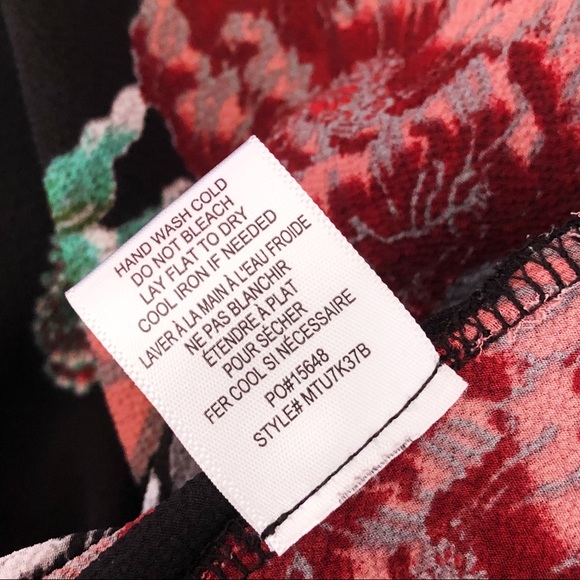 HAND WASH COLD
DO NOT BLEACH
LAY FLAT TO DRY
COOL IRON IF NEEDED
LAVER À LA MAIN À L'EAU FROIDE
NE PAS BLANCHIR
ÉTENDRE À PLAT
POUR SÉCHER
FER COOL SI NÉCESSAIRE
PO#15648
STYLE# MTU7K37B